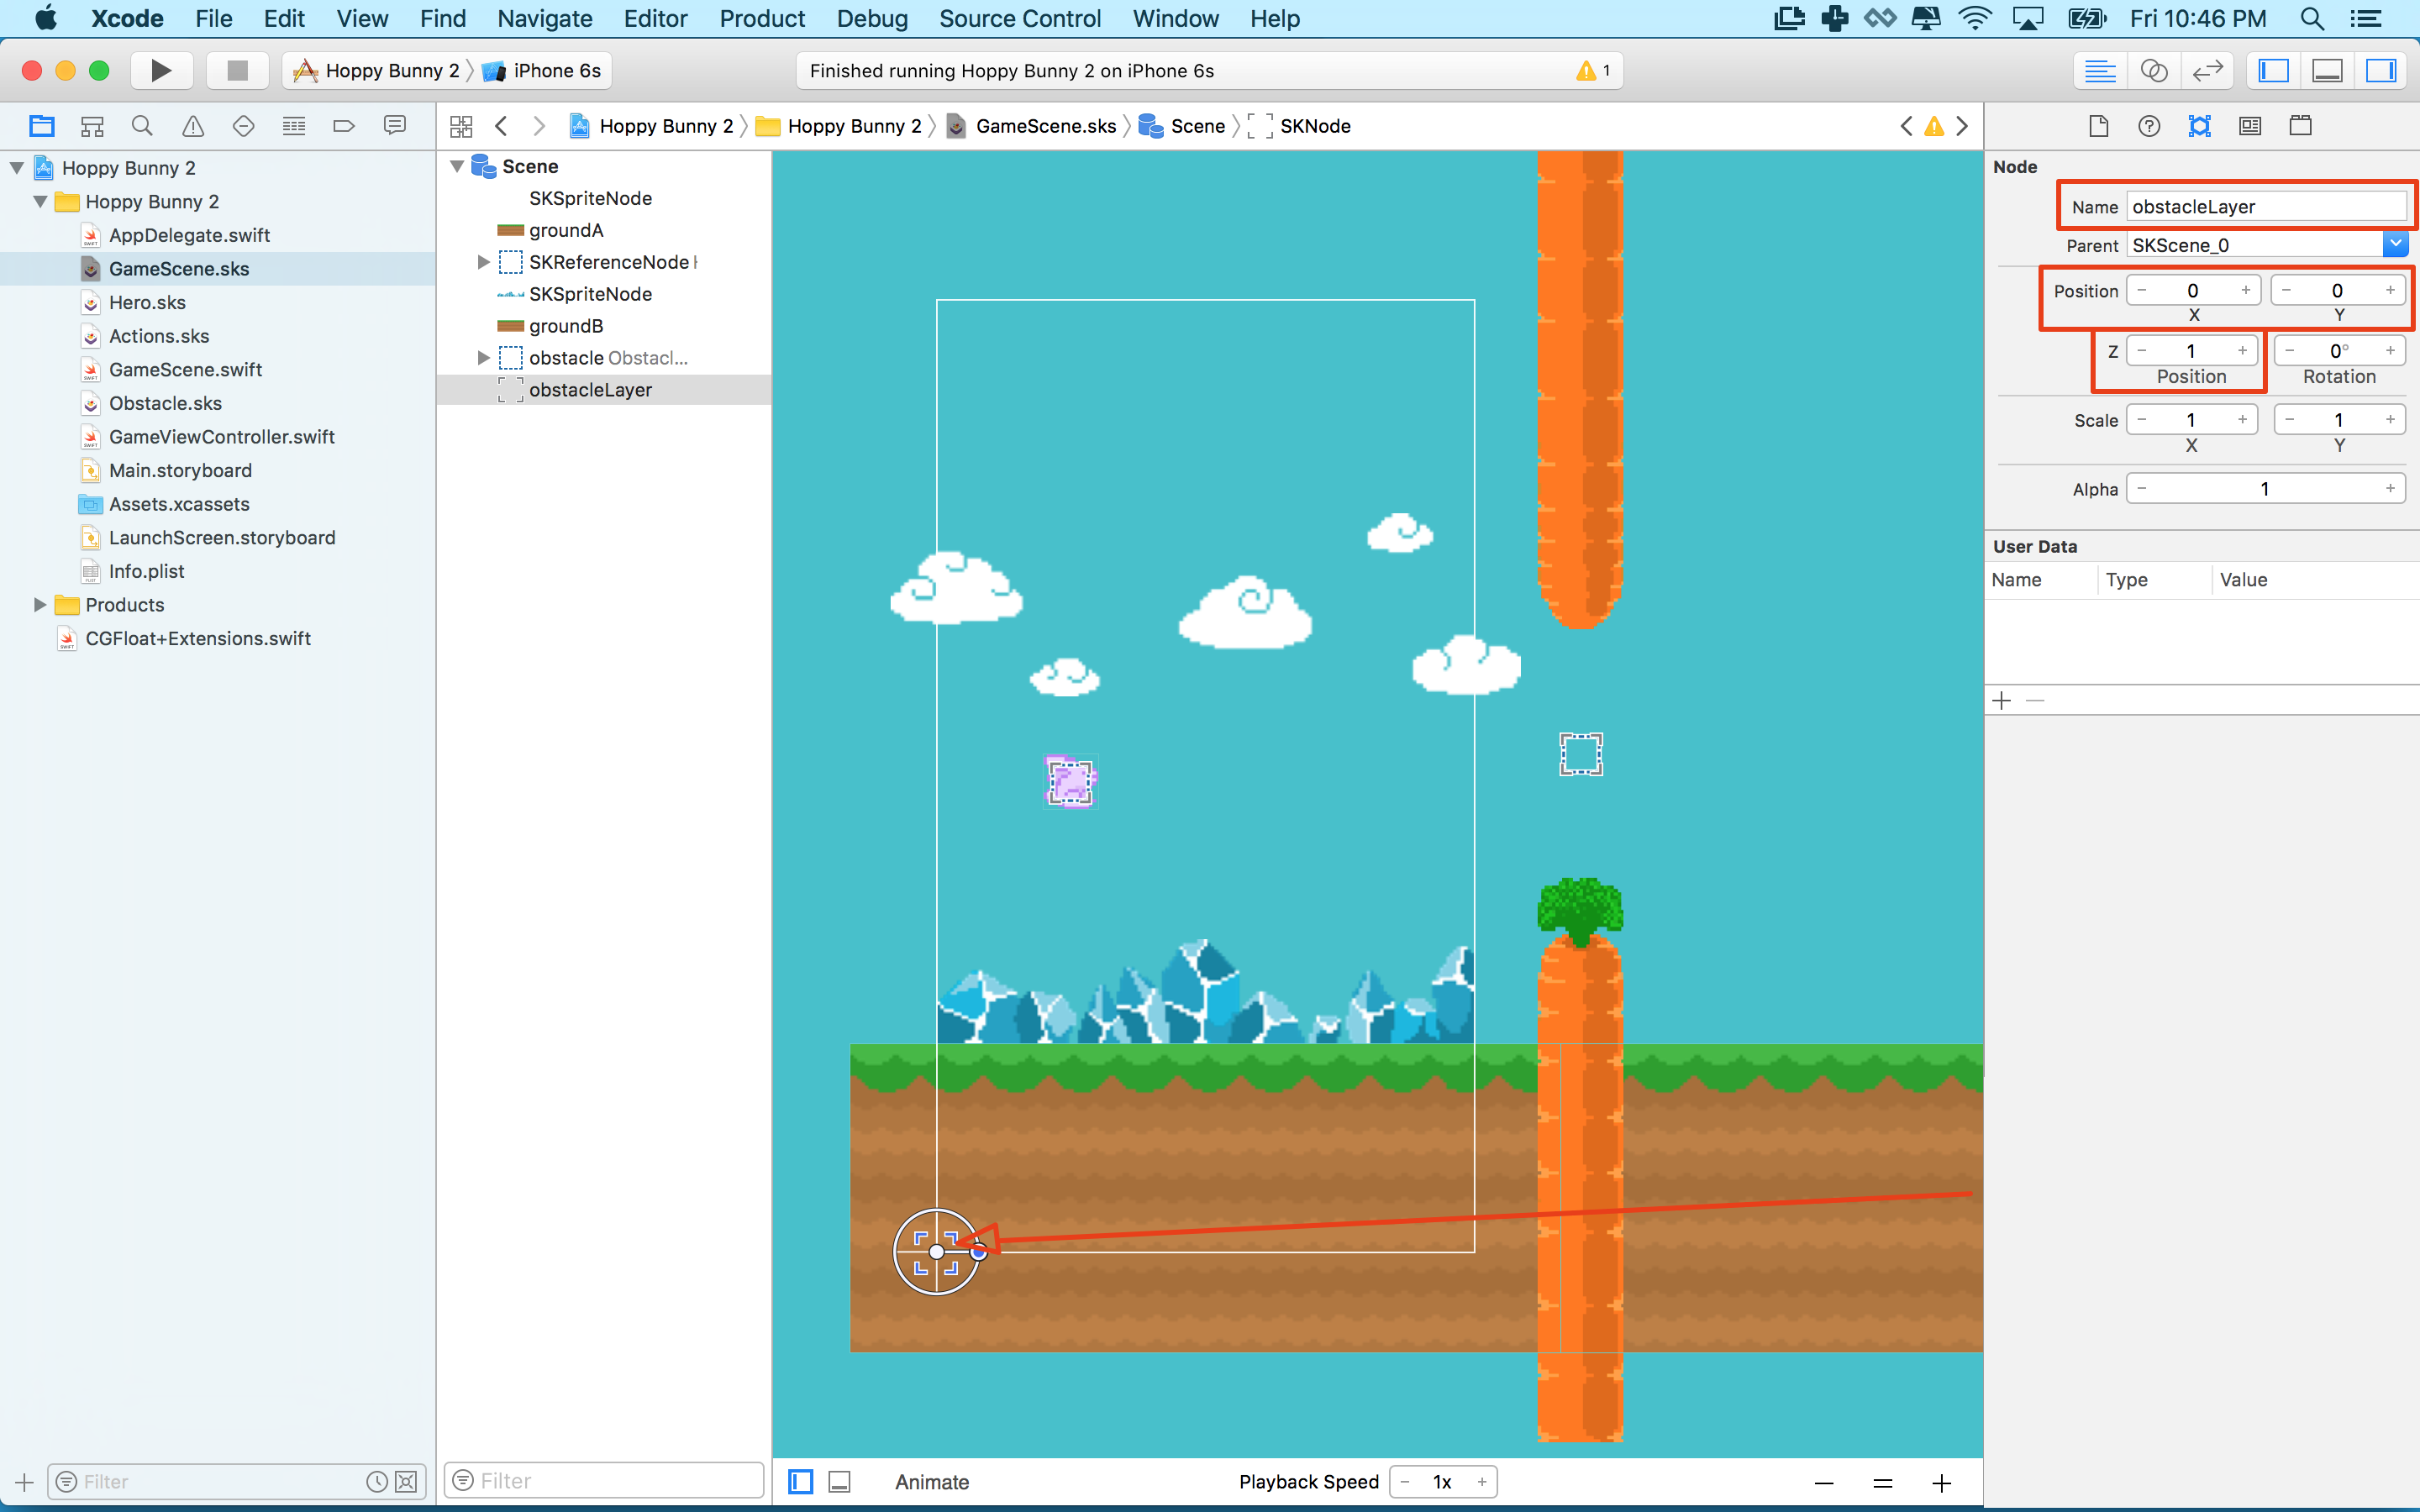 Xcode File Edit View Find Navigate Editor Product Debug Source Control Window Help Fri 10:46 PM
Hoppy Bunny 2 iPhone 6s
Finished running Hoppy Bunny 2 on iPhone 6s 1
Hoppy Bunny 2 Hoppy Bunny 2 GameScene.sks Scene SKNode
Hoppy Bunny 2
Hoppy Bunny 2
AppDelegate.swift
GameScene.sks
Hero.sks
Actions.sks
GameScene.swift
Obstacle.sks
GameViewController.swift
Main.storyboard
Assets.xcassets
LaunchScreen.storyboard
Info.plist
Products
CGFloat+Extensions.swift
Filter
Scene
SKSpriteNode
groundA
SKReferenceNode
SKSpriteNode
groundB
obstacle Obstacl...
obstacleLayer
Filter
Animate
Playback Speed - 1x +
Node
Name obstacleLayer
Parent SKScene_0
Position - 0 + - 0 +
X Y
Z - 1 + - 0° +
Position Rotation
Scale - 1 + - 1 +
X Y
Alpha - 1 +
User Data
Name Type Value